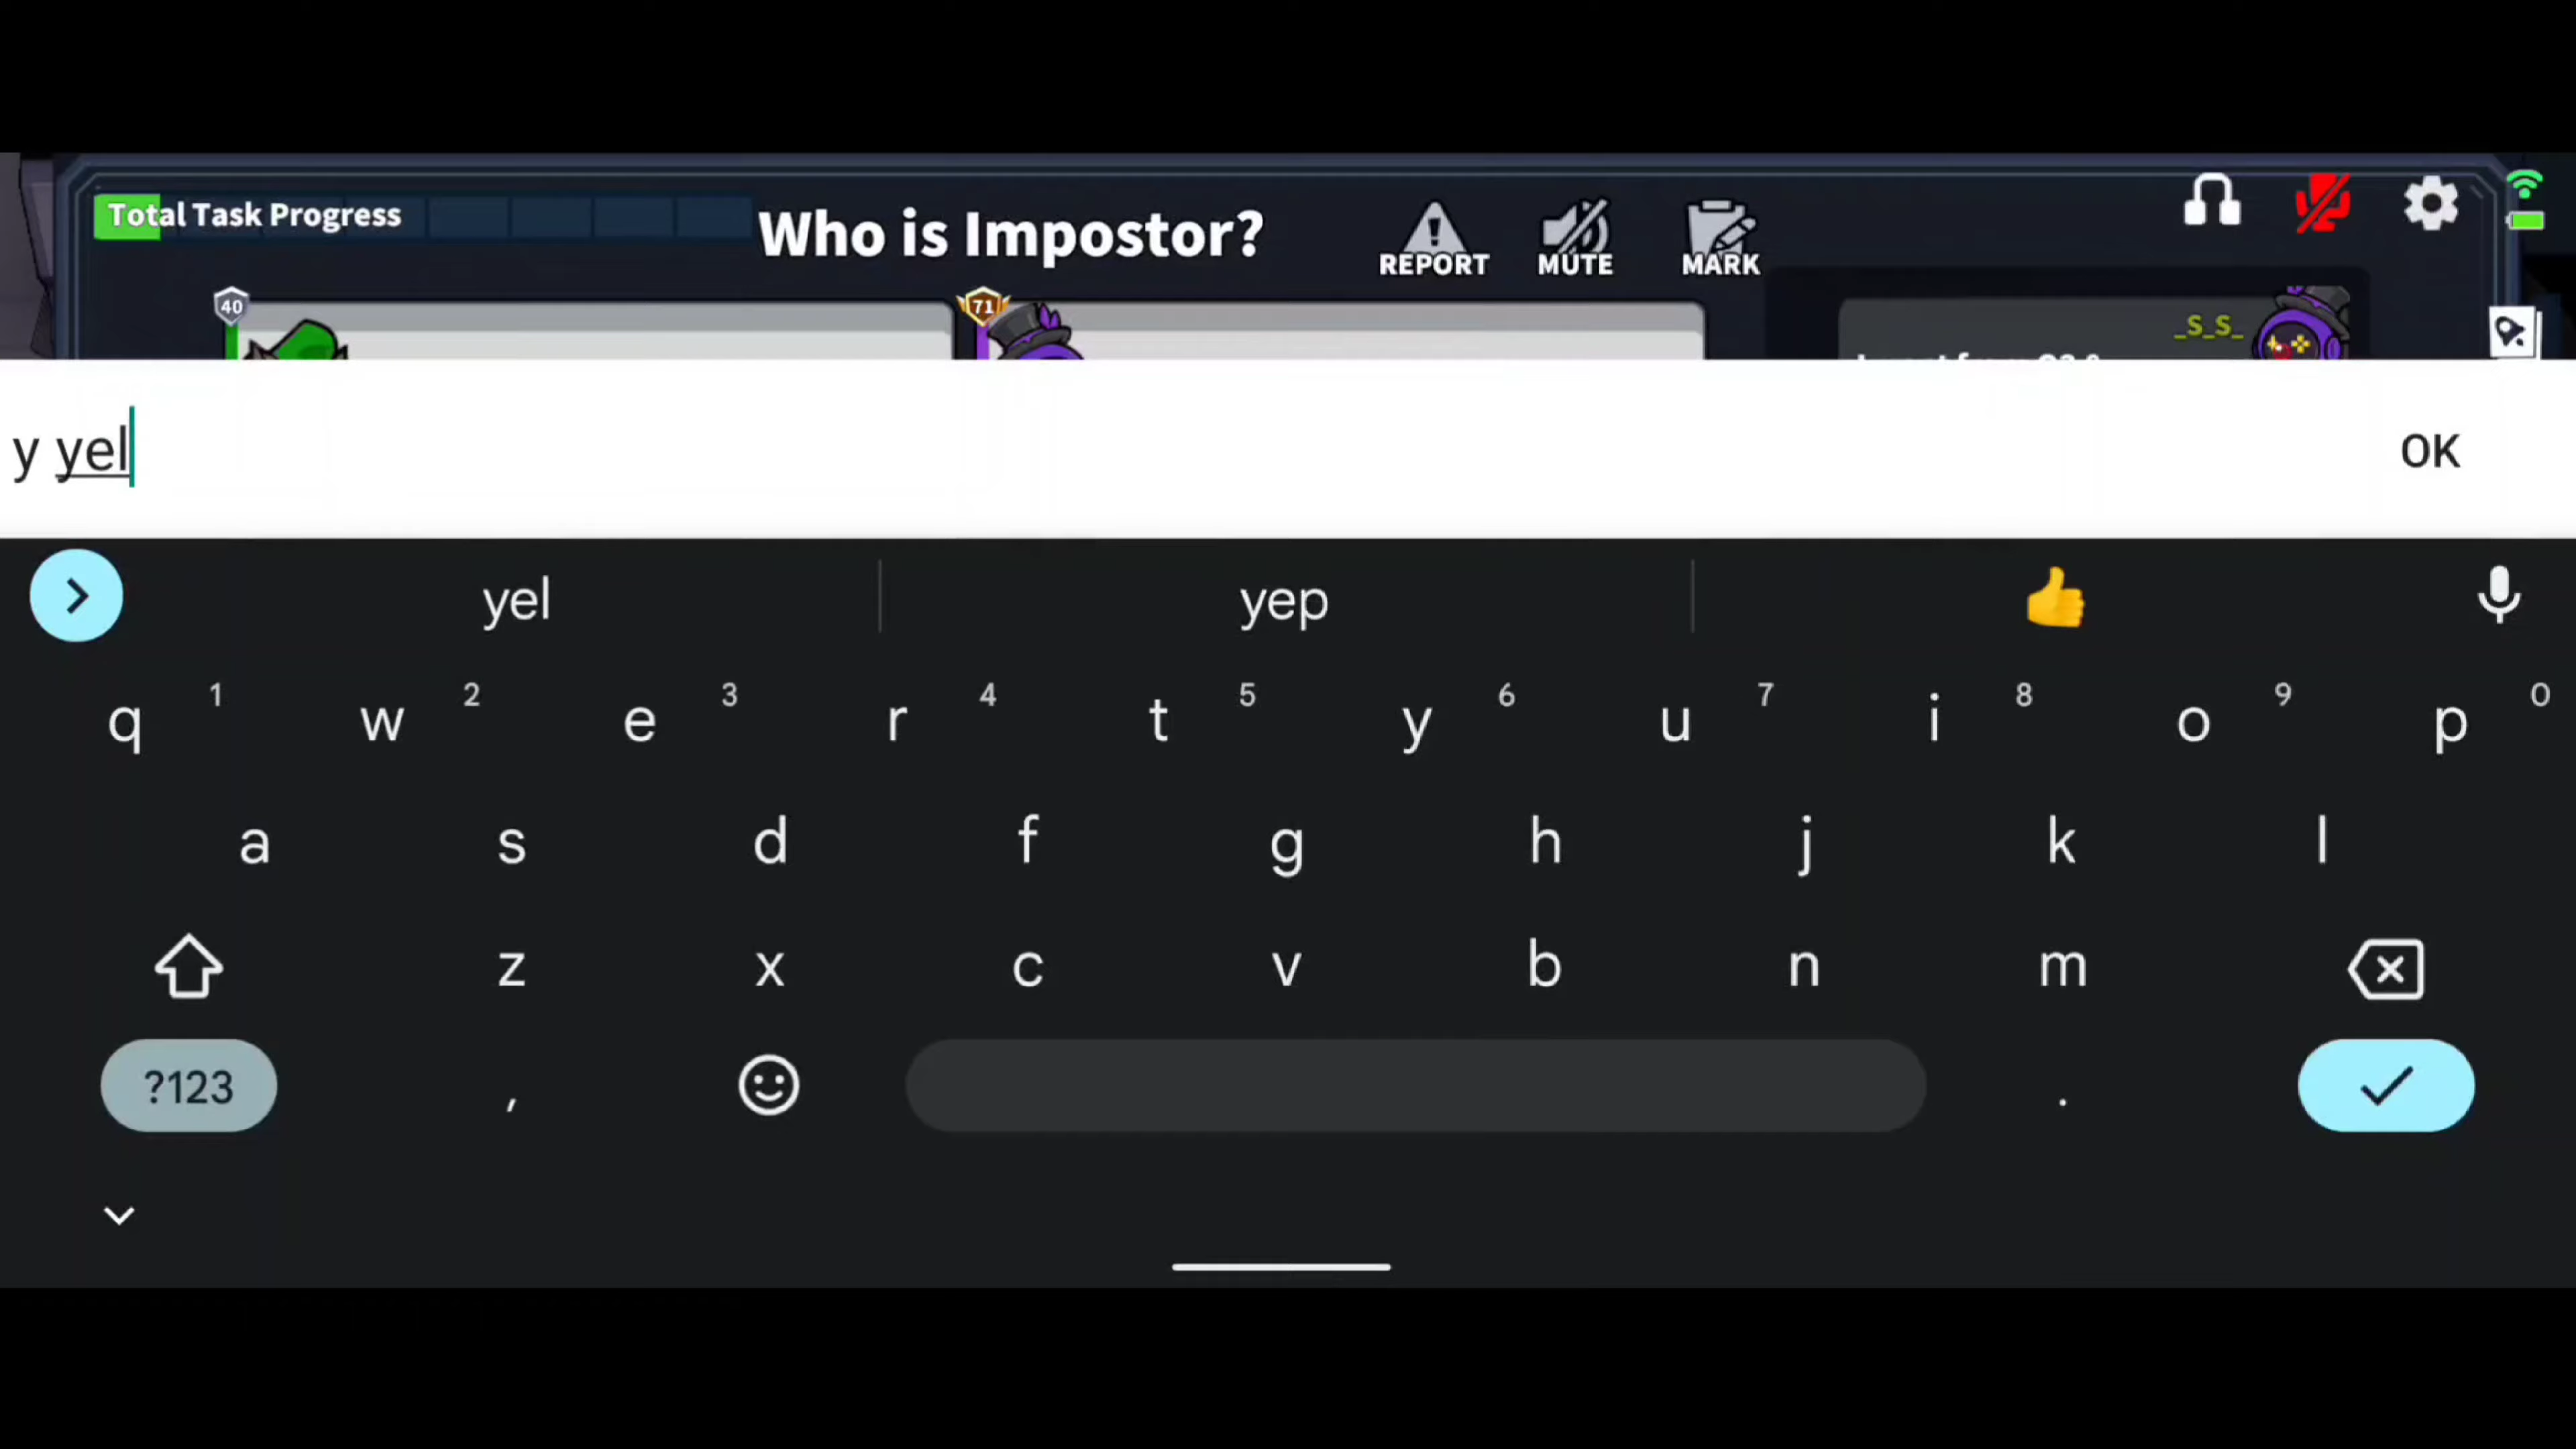 Total Task Progress
Who is Impostor?
REPORT
MUTE
MARK
40
71
_S_S_
y yel
OK
yel
yep
q 1 w 2 e 3 r 4 t 5 y 6 u 7 i 8 o 9 p 0
a s d f g h j k l
z x c v b n m
?123 , .